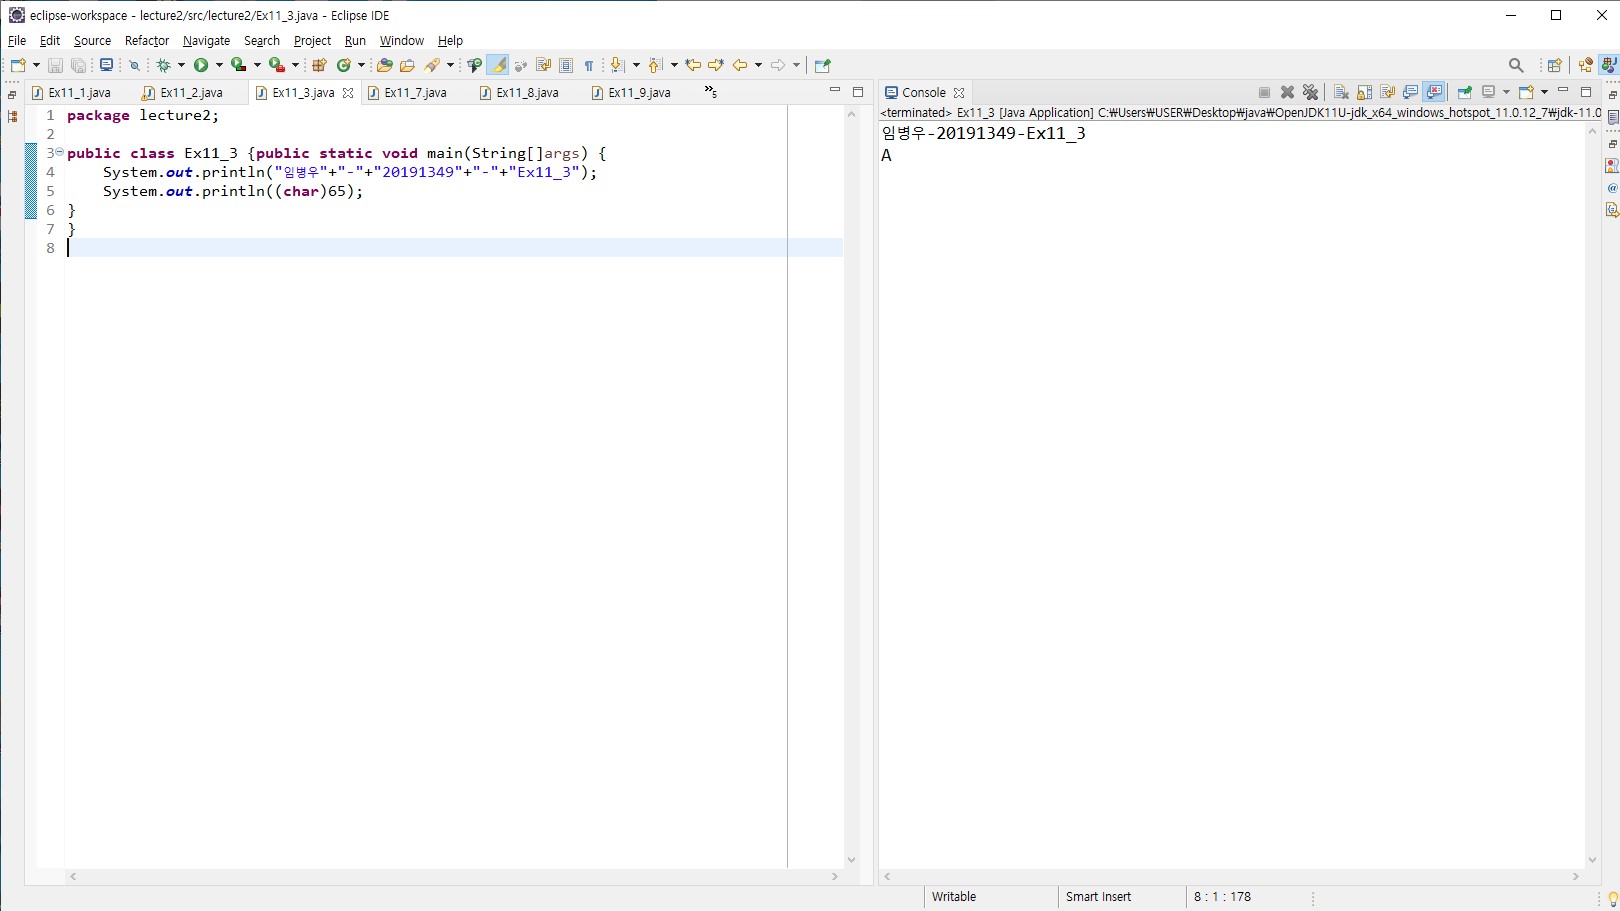 eclipse-workspace - lecture2/src/lecture2/Ex11_3.java - Eclipse IDE
File Edit Source Refactor Navigate Search Project Run Window Help
Ex11_1.java Ex11_2.java Ex11_3.java Ex11_7.java Ex11_8.java Ex11_9.java »5
1 package lecture2;
2
3 public class Ex11_3 {public static void main(String[]args) {
4 System.out.println("임병우"+"-"+"20191349"+"-"+"Ex11_3");
5 System.out.println((char)65);
6 }
7 }
8
Console
<terminated> Ex11_3 [Java Application] C:₩Users₩USER₩Desktop₩java₩OpenJDK11U-jdk_x64_windows_hotspot_11.0.12_7₩jdk-11.0
임병우-20191349-Ex11_3
A
Writable Smart Insert 8 : 1 : 178